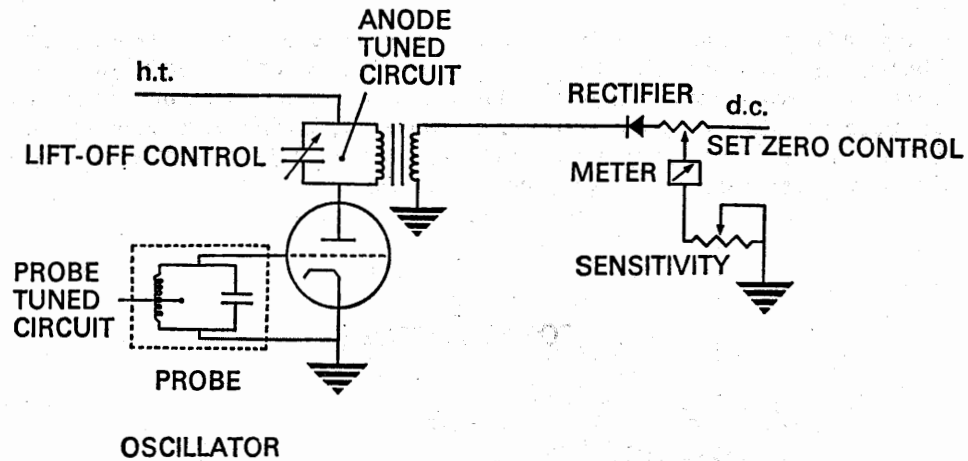 ANODE
TUNED
CIRCUIT
h.t.
RECTIFIER
d.c.
LIFT-OFF CONTROL
SET ZERO CONTROL
METER
SENSITIVITY
PROBE
TUNED
CIRCUIT
PROBE
OSCILLATOR